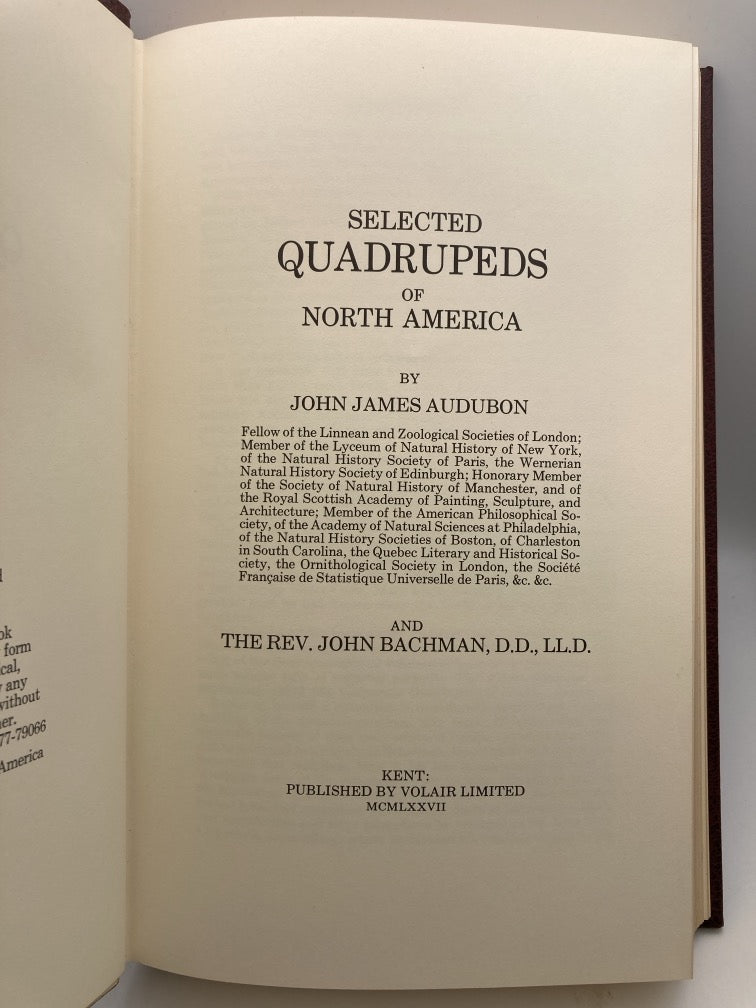 form
any
without
77-79066
America
SELECTED
QUADRUPEDS
OF
NORTH AMERICA
BY
JOHN JAMES AUDUBON
Fellow of the Linnean and Zoological Societies of London;
Member of the Lyceum of Natural History of New York,
of the Natural History Society of Paris, the Wernerian
Natural History Society of Edinburgh; Honorary Member
of the Society of Natural History of Manchester, and of
the Royal Scottish Academy of Painting, Sculpture, and
Architecture; Member of the American Philosophical So-
ciety, of the Academy of Natural Sciences at Philadelphia,
of the Natural History Societies of Boston, of Charleston
in South Carolina, the Quebec Literary and Historical So-
ciety, the Ornithological Society in London, the Société
Française de Statistique Universelle de Paris, &c. &c.
AND
THE REV. JOHN BACHMAN, D.D., LL.D.
KENT:
PUBLISHED BY VOLAIR LIMITED
MCMLXXVII